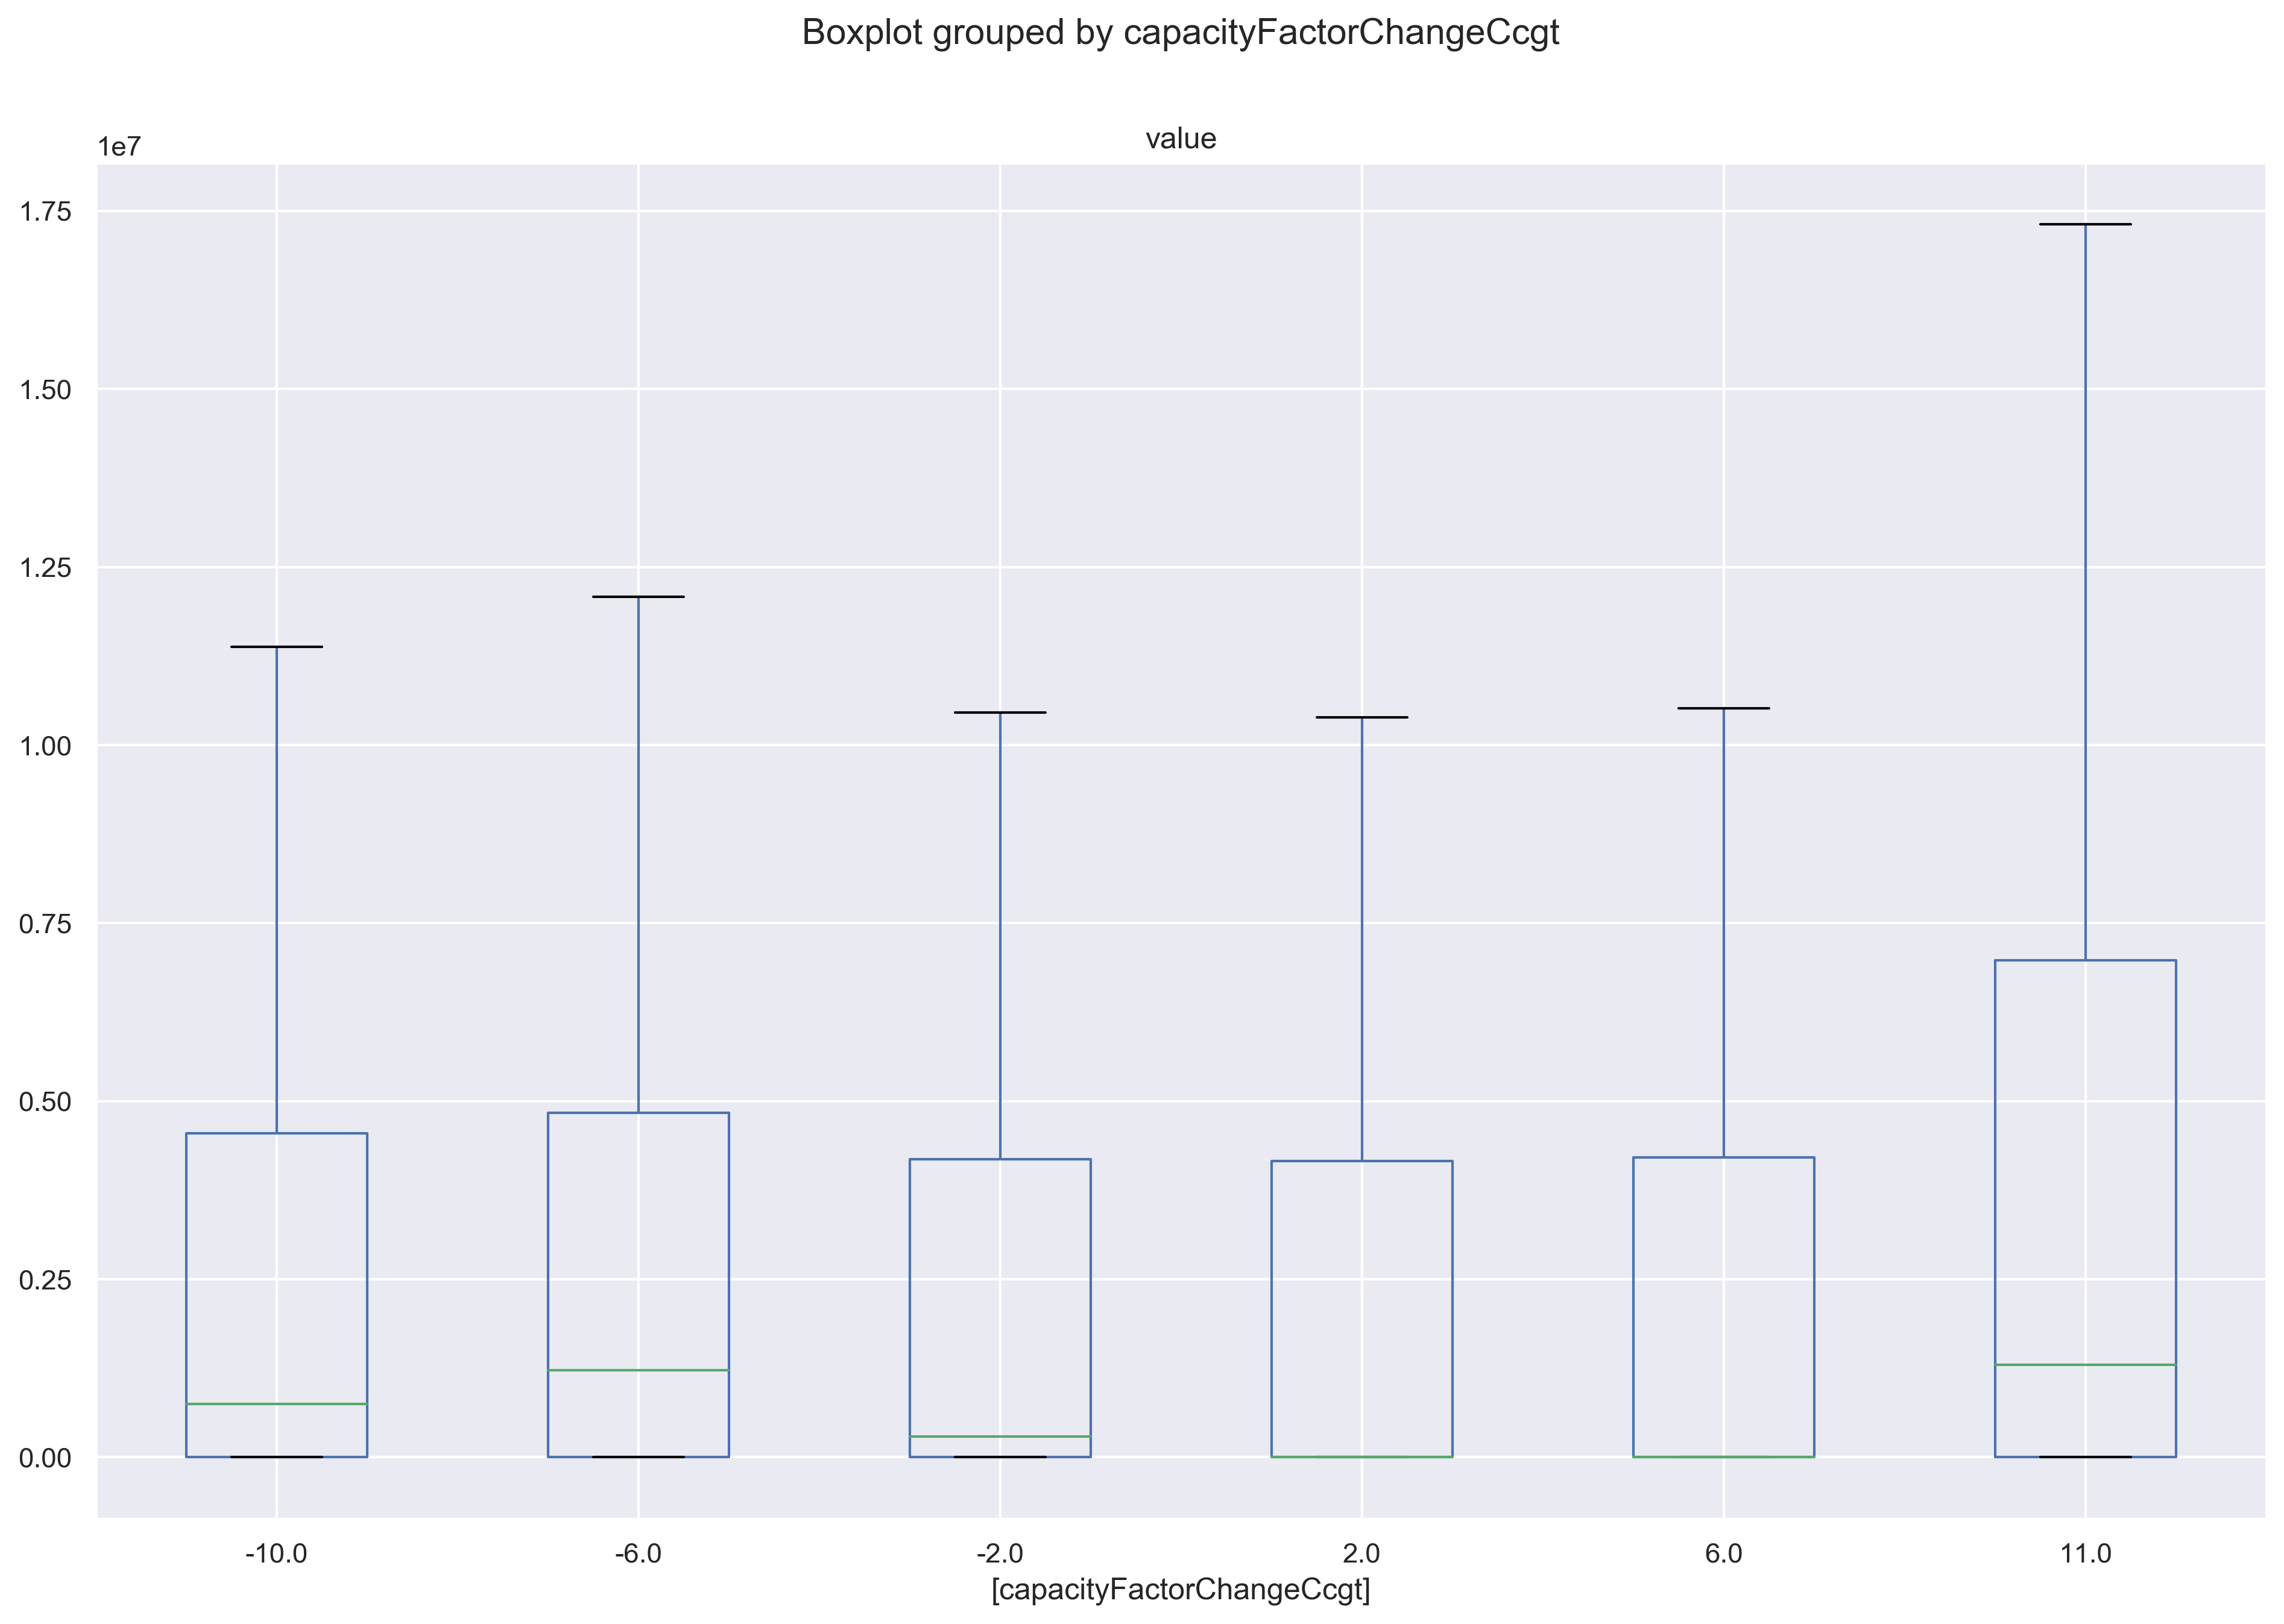 Boxplot grouped by capacityFactorChangeCcgt
value
1e7
1.75
1.50
1.25
1.00
0.75
0.50
0.25
0.00
-10.0 -6.0 -2.0 2.0 6.0 11.0
[capacityFactorChangeCcgt]